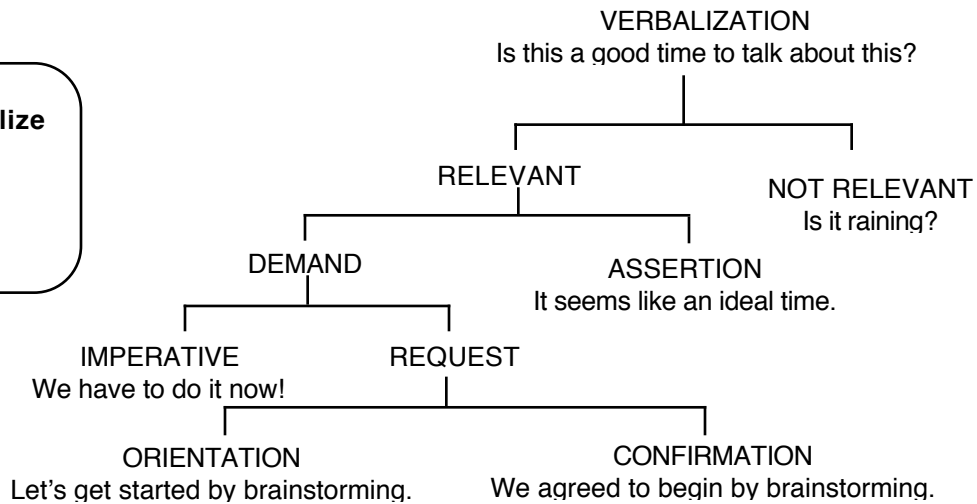 VERBALIZATION
Is this a good time to talk about this?
lize
RELEVANT
NOT RELEVANT
Is it raining?
DEMAND
ASSERTION
It seems like an ideal time.
IMPERATIVE
We have to do it now!
REQUEST
ORIENTATION
Let's get started by brainstorming.
CONFIRMATION
We agreed to begin by brainstorming.